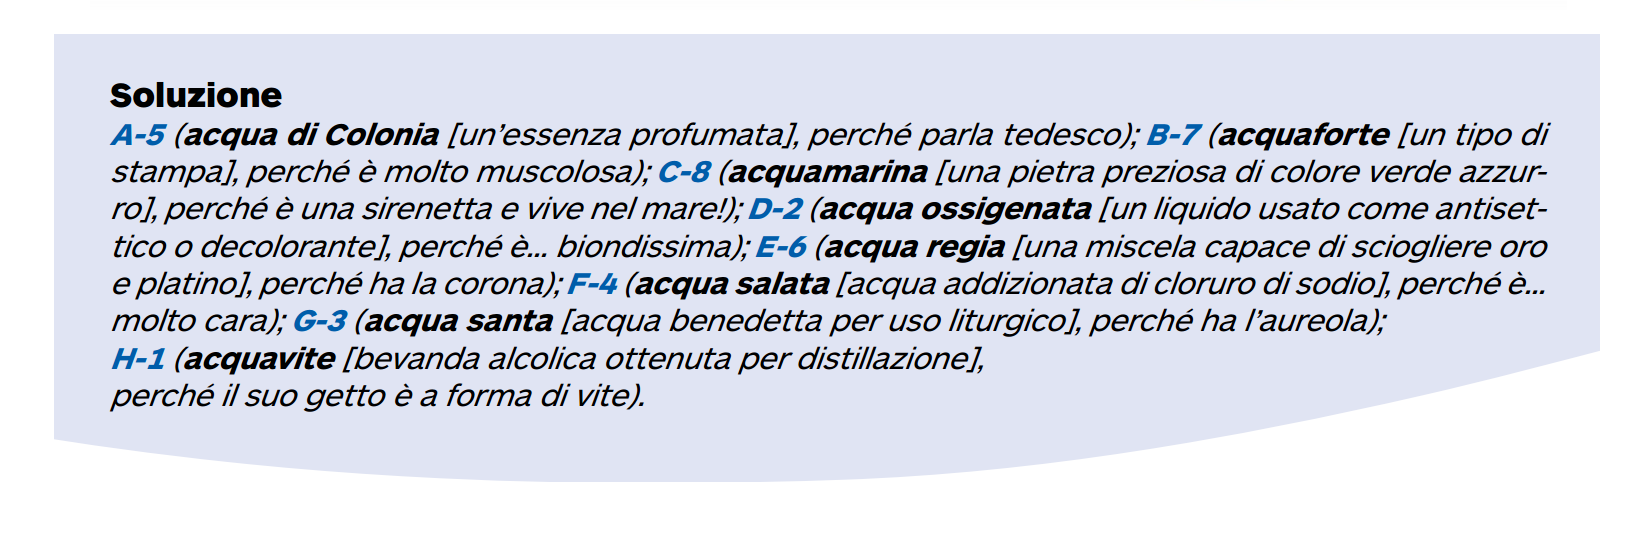 Soluzione
A-5 (acqua di Colonia [un’essenza profumata], perché parla tedesco); B-7 (acquaforte [un tipo di
stampa], perché è molto muscolosa); C-8 (acquamarina [una pietra preziosa di colore verde azzur-
ro], perché è una sirenetta e vive nel mare!); D-2 (acqua ossigenata [un liquido usato come antiset-
tico o decolorante], perché è... biondissima); E-6 (acqua regia [una miscela capace di sciogliere oro
e platino], perché ha la corona); F-4 (acqua salata [acqua addizionata di cloruro di sodio], perché è...
molto cara); G-3 (acqua santa [acqua benedetta per uso liturgico], perché ha l’aureola);
H-1 (acquavite [bevanda alcolica ottenuta per distillazione],
perché il suo getto è a forma di vite).